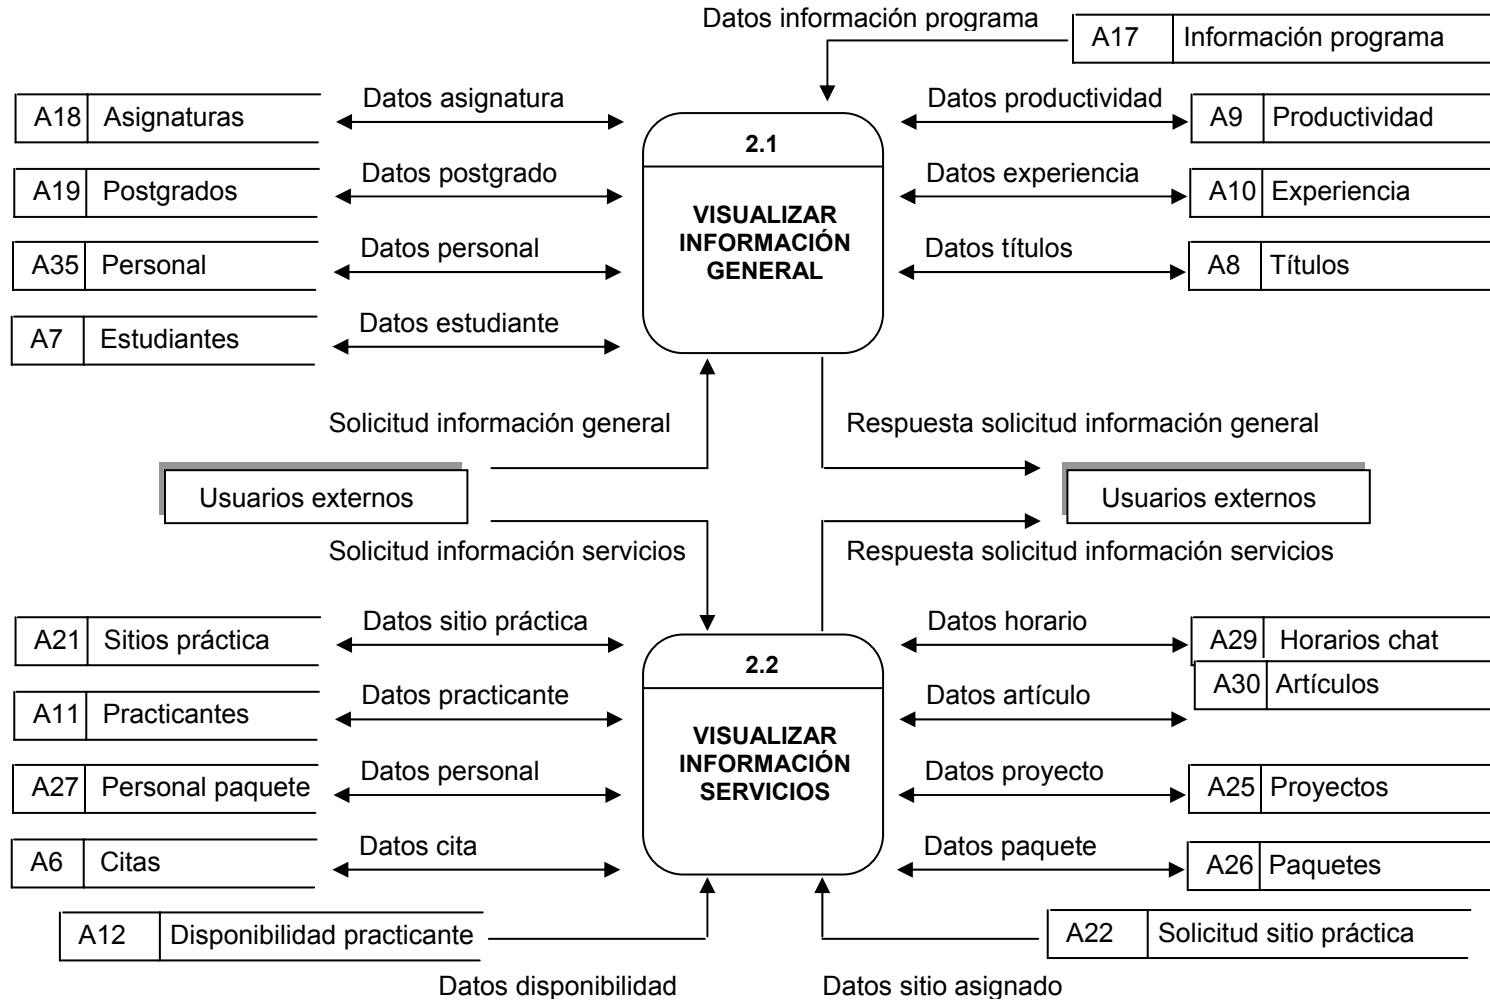 Datos información programa
A17 Información programa
A18 Asignaturas
Datos asignatura
Datos productividad
A9 Productividad
2.1
A19 Postgrados
Datos postgrado
Datos experiencia
A10 Experiencia
VISUALIZAR
INFORMACIÓN
GENERAL
A35 Personal
Datos personal
Datos títulos
A8 Títulos
A7 Estudiantes
Datos estudiante
Solicitud información general
Respuesta solicitud información general
Usuarios externos
Usuarios externos
Solicitud información servicios
Respuesta solicitud información servicios
A21 Sitios práctica
Datos sitio práctica
Datos horario
A29 Horarios chat
2.2
A11 Practicantes
Datos practicante
Datos artículo
A30 Artículos
VISUALIZAR
INFORMACIÓN
SERVICIOS
A27 Personal paquete
Datos personal
Datos proyecto
A25 Proyectos
A6 Citas
Datos cita
Datos paquete
A26 Paquetes
A12 Disponibilidad practicante
A22 Solicitud sitio práctica
Datos disponibilidad
Datos sitio asignado